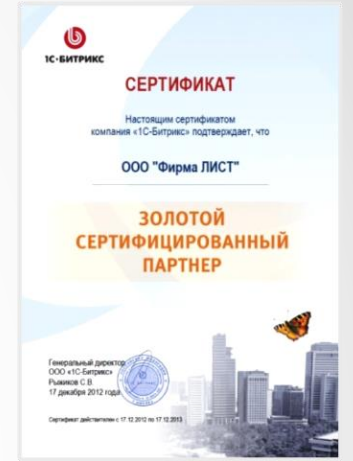 1С·БИТРИКС
СЕРТИФИКАТ
Настоящим сертификатом
компания «1С-Битрикс» подтверждает, что
ООО "Фирма ЛИСТ"
ЗОЛОТОЙ
СЕРТИФИЦИРОВАННЫЙ
ПАРТНЕР
Генеральный директор
ООО «1С-Битрикс»
Рыжиков С.В.
17 декабря 2012 года
Сертификат действителен с 17.12.2012 по 17.12.2013